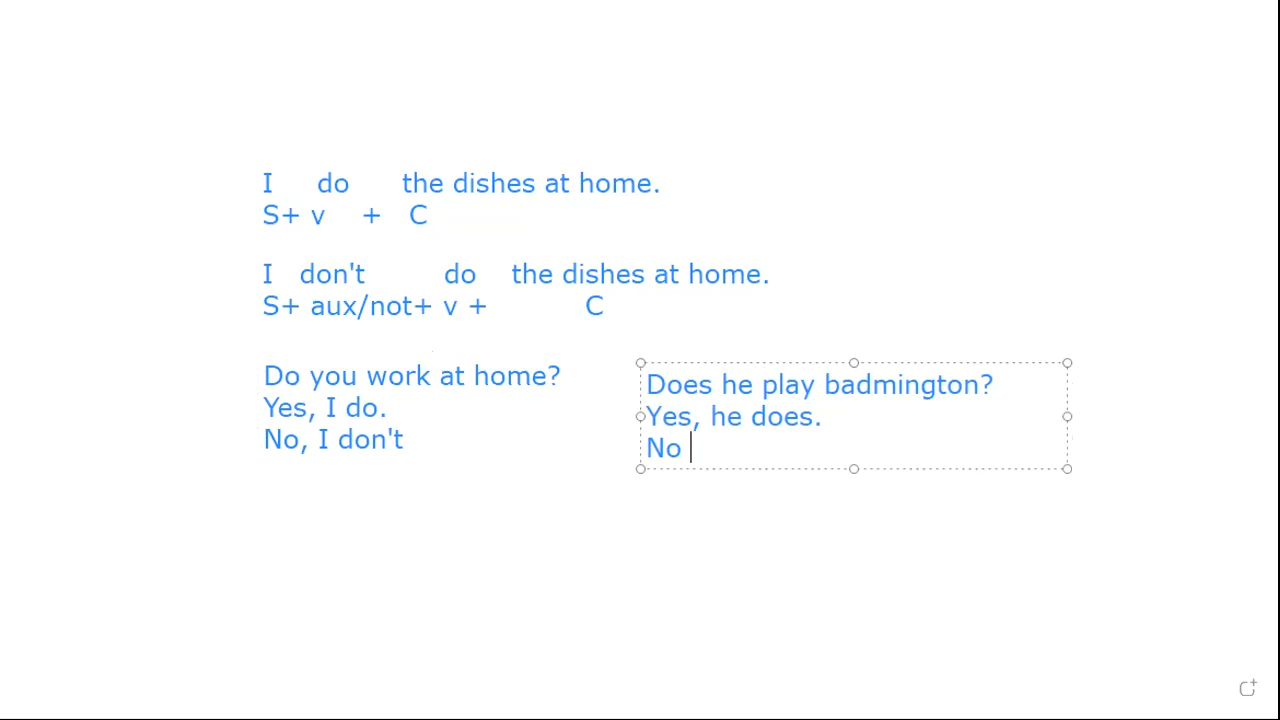 I do the dishes at home.
S+ v + C
I don't do the dishes at home.
S+ aux/not+ v + C
Do you work at home?
Yes, I do.
No, I don't
Does he play badmington?
Yes, he does.
No